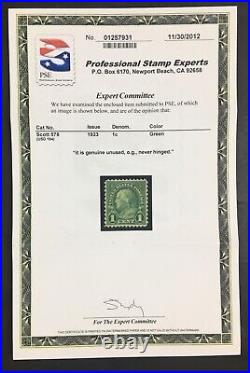 No. 01257931 11/30/2012
PSE
Professional Stamp Experts
P.O. Box 6170, Newport Beach, CA 92658
Expert Committee
We have examined the enclosed item submitted to PSE, of which
an image is shown below, and are of the opinion that:
Cat No. Issue Denom. Color
Scott 578 1923 1c Green
"it is genuine unused, o.g., never hinged."
1 CENT 1
For The Expert Committee